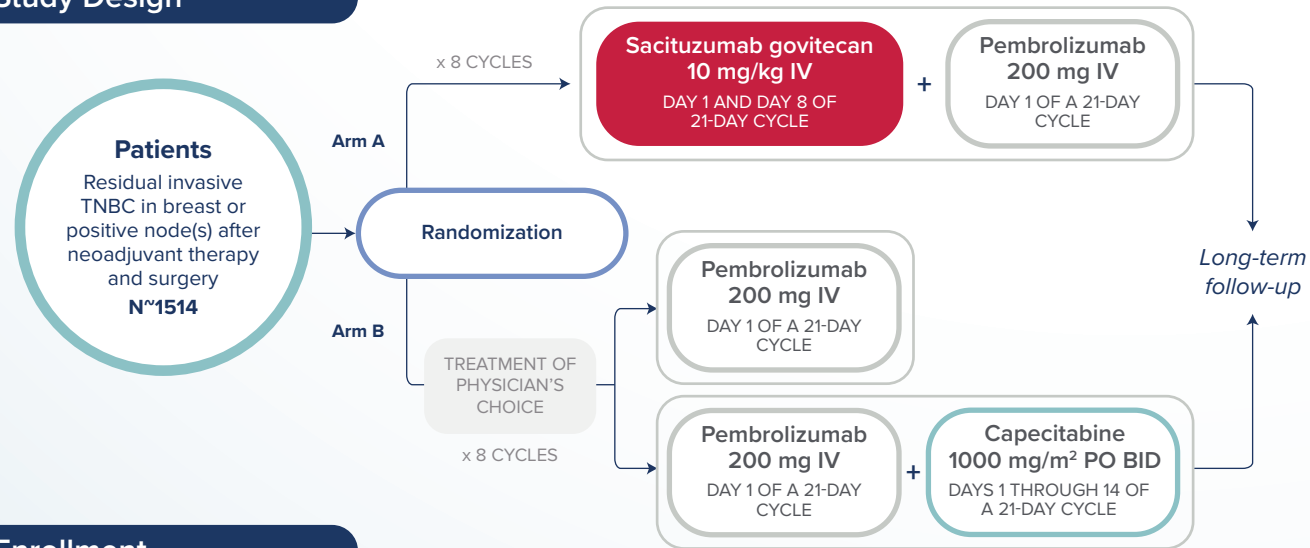 Study Design
Patients
Residual invasive
TNBC in breast or
positive node(s) after
neoadjuvant therapy
and surgery
N~1514
Arm A
x 8 CYCLES
Sacituzumab govitecan
10 mg/kg IV
DAY 1 AND DAY 8 OF
21-DAY CYCLE
+
Pembrolizumab
200 mg IV
DAY 1 OF A 21-DAY
CYCLE
Randomization
Long-term
follow-up
Arm B
TREATMENT OF
PHYSICIAN'S
CHOICE
x 8 CYCLES
Pembrolizumab
200 mg IV
DAY 1 OF A 21-DAY
CYCLE
Pembrolizumab
200 mg IV
DAY 1 OF A 21-DAY
CYCLE
+
Capecitabine
1000 mg/m² PO BID
DAYS 1 THROUGH 14 OF
A 21-DAY CYCLE
Enrollment